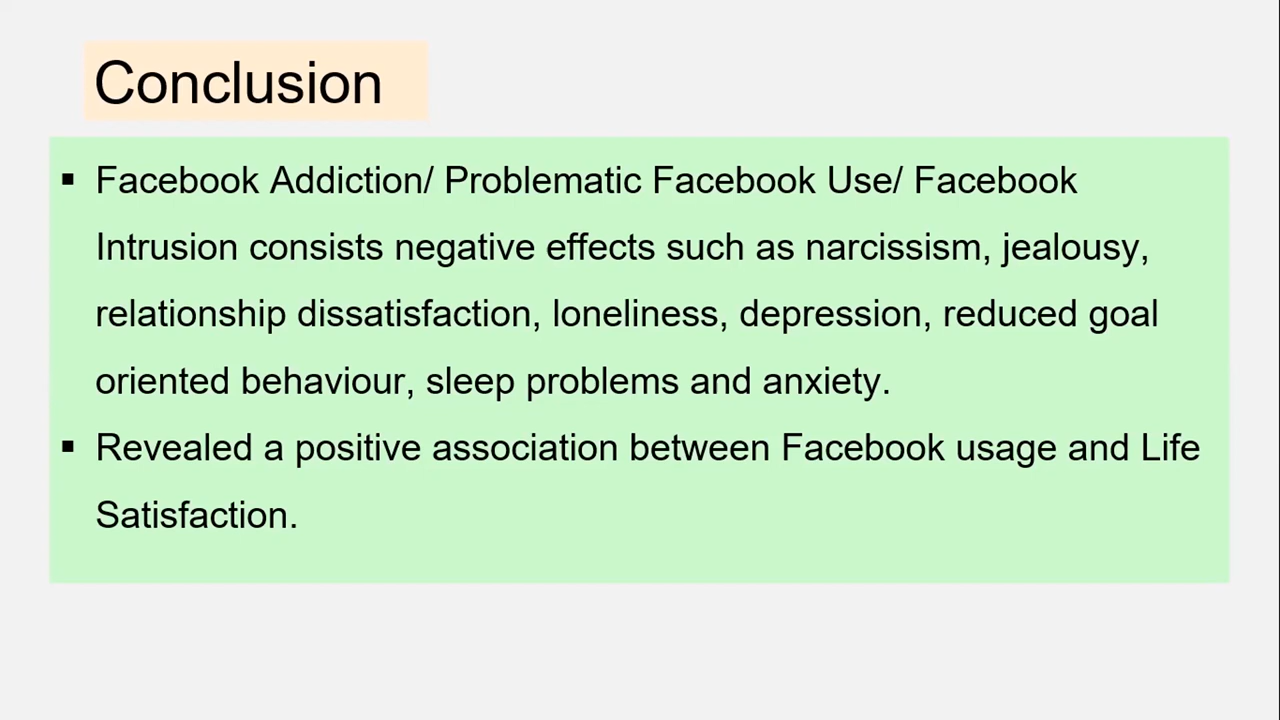 Conclusion
▪ Facebook Addiction/ Problematic Facebook Use/ Facebook
Intrusion consists negative effects such as narcissism, jealousy,
relationship dissatisfaction, loneliness, depression, reduced goal
oriented behaviour, sleep problems and anxiety.
▪ Revealed a positive association between Facebook usage and Life
Satisfaction.